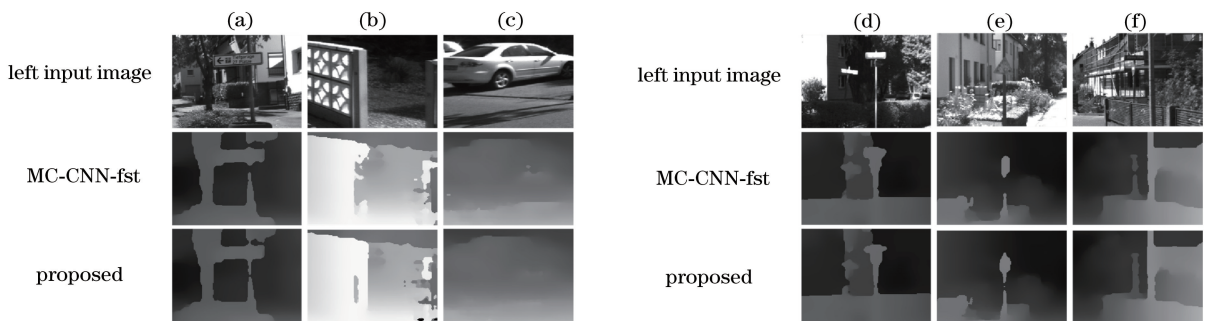 (a) (b) (c) (d) (e) (f)
left input image left input image
MC-CNN-fst MC-CNN-fst
proposed proposed